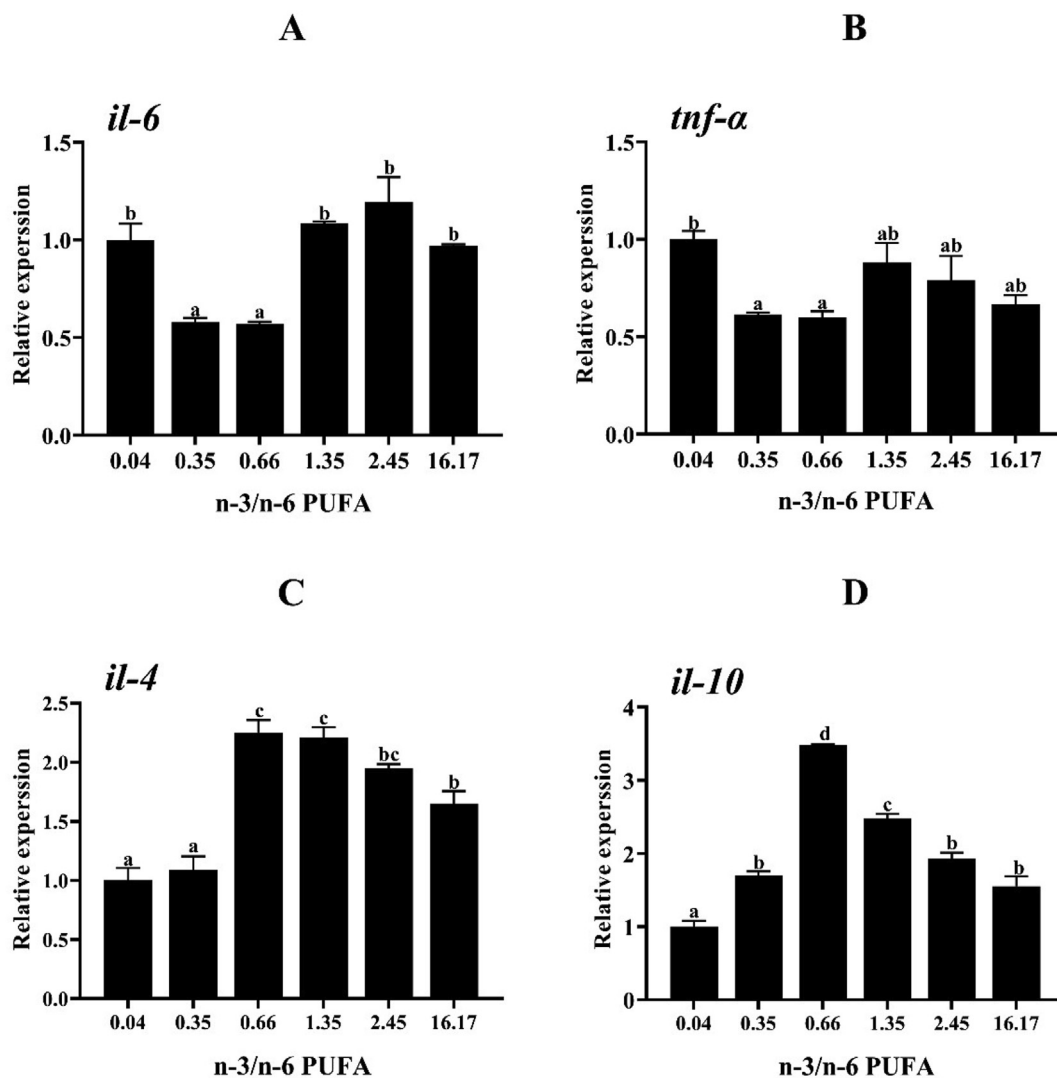 A
il-6
Relative experssion
1.5
1.0
0.5
0.0
b
a
a
b
b
b
0.04 0.35 0.66 1.35 2.45 16.17
n-3/n-6 PUFA
B
tnf-α
Relative experssion
1.5
1.0
0.5
0.0
b
a
a
ab
ab
ab
0.04 0.35 0.66 1.35 2.45 16.17
n-3/n-6 PUFA
C
il-4
Relative experssion
2.5
2.0
1.5
1.0
0.5
0.0
a
a
c
c
bc
b
0.04 0.35 0.66 1.35 2.45 16.17
n-3/n-6 PUFA
D
il-10
Relative experssion
4
3
2
1
0
a
b
d
c
b
b
0.04 0.35 0.66 1.35 2.45 16.17
n-3/n-6 PUFA